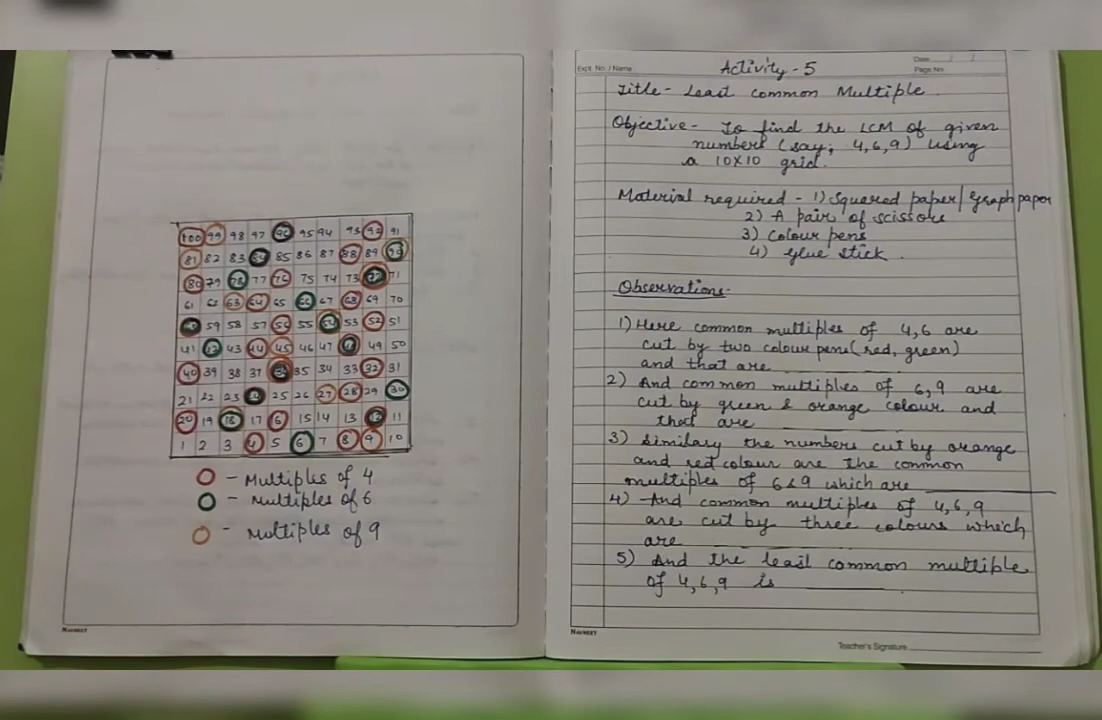 100 99 98 97 96 95 94 93 92 91
81 82 83 84 85 86 87 88 89 90
80 79 78 77 76 75 74 73 72 71
61 62 63 64 65 66 67 68 69 70
60 59 58 57 56 55 54 53 52 51
41 42 43 44 45 46 47 48 49 50
40 39 38 37 36 35 34 33 32 31
21 22 23 24 25 26 27 28 29 30
20 19 18 17 16 15 14 13 12 11
1 2 3 4 5 6 7 8 9 10
- Multiples of 4
- Multiples of 6
- Multiples of 9
NAVNEET
Expt. No. / Name
Activity - 5
Date / /
Page No.
Title - Least common Multiple
Objective - To find the LCM of given
numbers (say; 4,6,9) using
a 10x10 grid.
Material required - 1) Squared paper/graph paper
2) A pair of scissors
3) Colour pens
4) glue stick.
Observations -
1) Here common multiples of 4,6 are
cut by two colour pens (red, green)
and that are
2) And common multiples of 6,9 are
cut by green & orange colour and
that are
3) Similary the numbers cut by orange
and red colour are the common
multiples of 6 & 9 which are
4) And common multiples of 4,6,9
are cut by three colours which
are
5) And the least common multiple
of 4,6,9 is
NAVNEET
Teacher's Signature